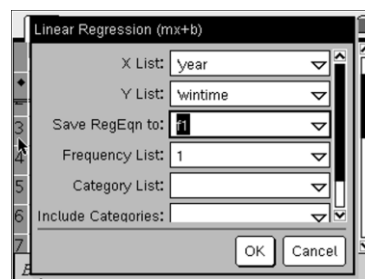 Linear Regression (mx+b)
X List: year
Y List: wintime
Save RegEqn to: f1
Frequency List: 1
Category List:
Include Categories:
OK Cancel
3
4
5
6
7